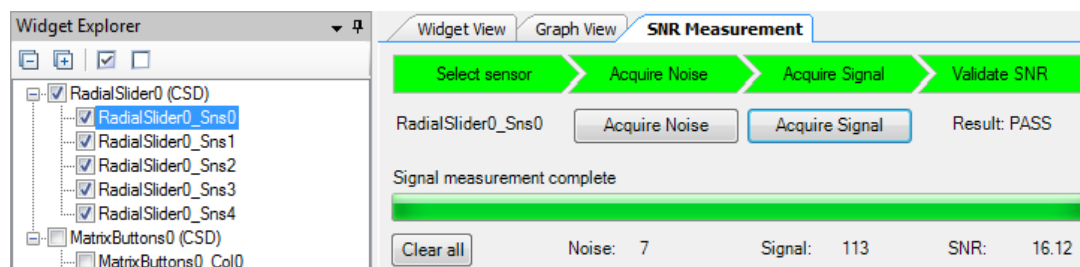 Widget Explorer
RadialSlider0 (CSD)
RadialSlider0_Sns0
RadialSlider0_Sns1
RadialSlider0_Sns2
RadialSlider0_Sns3
RadialSlider0_Sns4
MatrixButtons0 (CSD)
MatrixButtons0_Col0
Widget View Graph View SNR Measurement
Select sensor Acquire Noise Acquire Signal Validate SNR
RadialSlider0_Sns0 Acquire Noise Acquire Signal Result: PASS
Signal measurement complete
Clear all Noise: 7 Signal: 113 SNR: 16.12